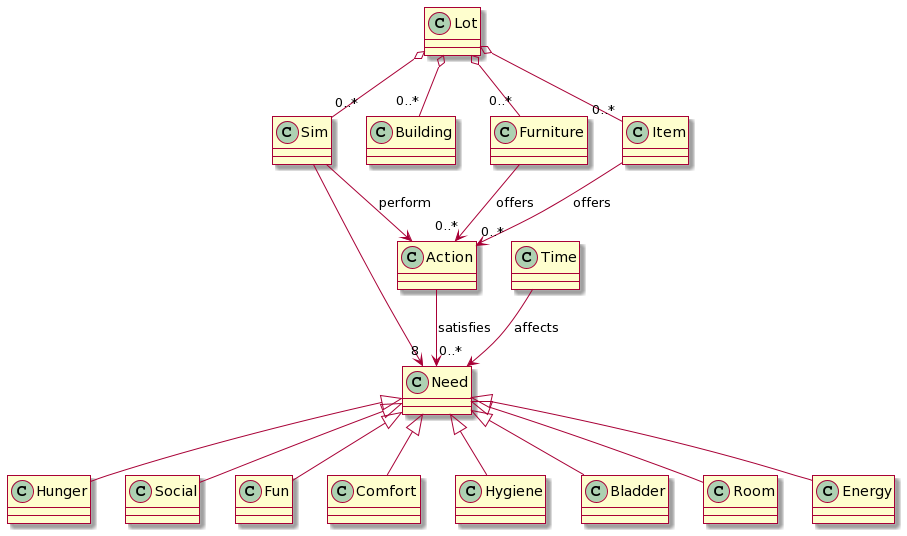 C Lot
0..*
0..*
0..*
0..*
C Sim
C Building
C Furniture
C Item
perform
offers
offers
0..*
0..*
C Action
C Time
satisfies
affects
8
0..*
C Need
C Hunger
C Social
C Fun
C Comfort
C Hygiene
C Bladder
C Room
C Energy